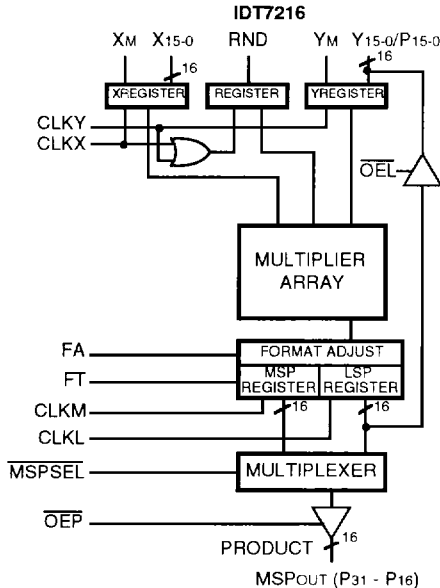 IDT7216
XM X15-0 RND YM Y15-0/P15-0
16 16
XREGISTER REGISTER YREGISTER
CLKY
CLKX
OEL
MULTIPLIER
ARRAY
FA
FORMAT ADJUST
FT
MSP
REGISTER
LSP
REGISTER
CLKM
16 16
CLKL
MSPSEL
MULTIPLEXER
OEP
16
PRODUCT
MSPOUT (P31 - P16)